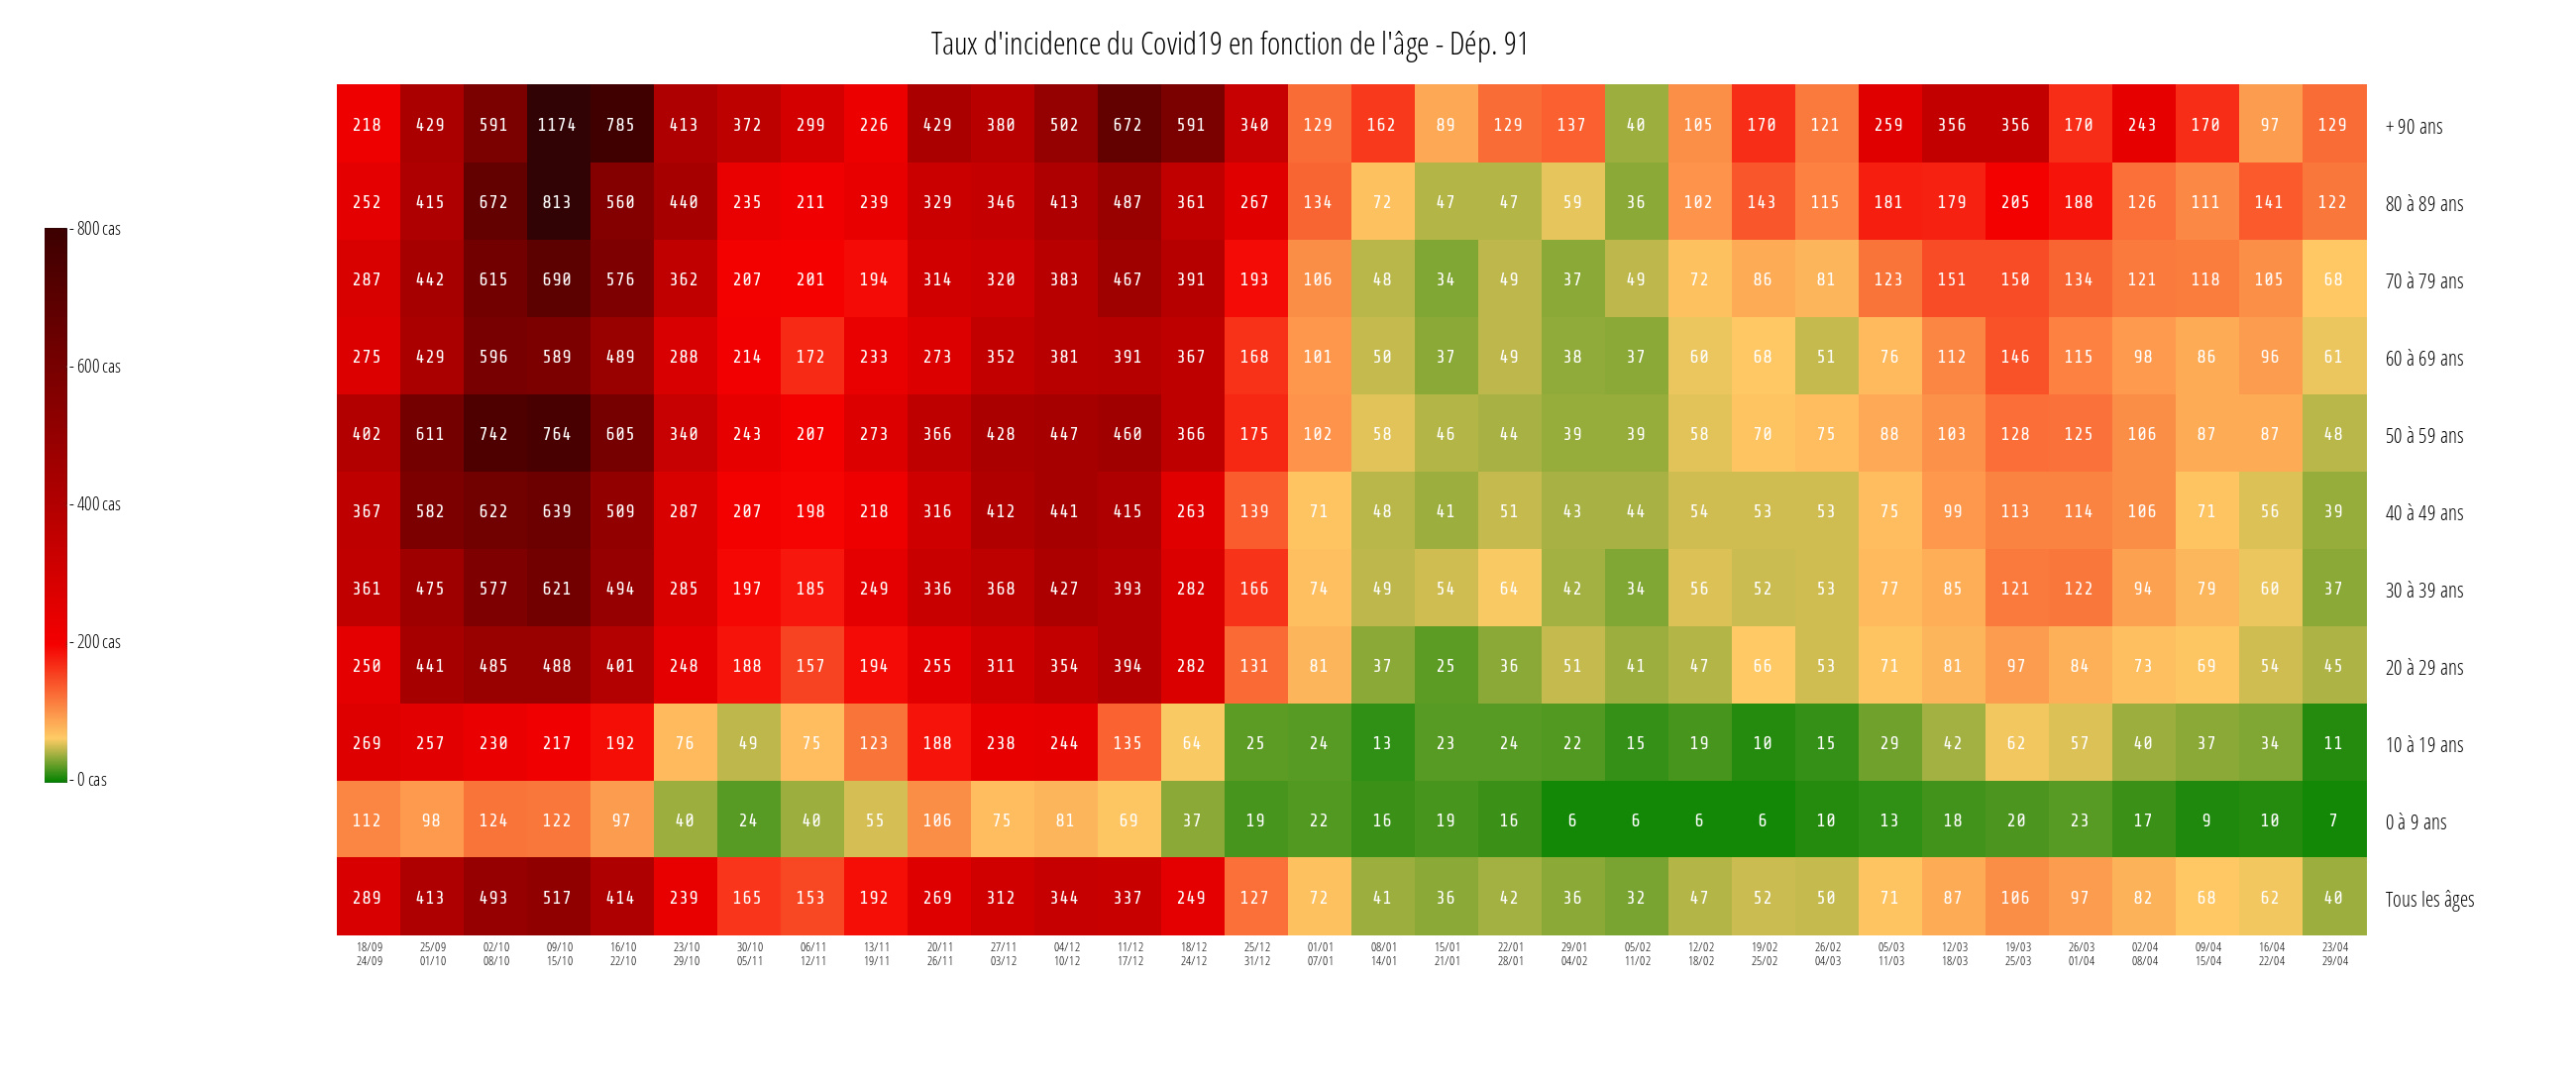 Taux d'incidence du Covid19 en fonction de l'âge - Dép. 91
218 429 591 1174 785 413 372 299 226 429 380 502 672 591 340 129 162 89 129 137 40 105 170 121 259 356 356 170 243 170 97 129 + 90 ans
252 415 672 813 560 440 235 211 239 329 346 413 487 361 267 134 72 47 47 59 36 102 143 115 181 179 205 188 126 111 141 122 80 à 89 ans
287 442 615 690 576 362 207 201 194 314 320 383 467 391 193 106 48 34 49 37 49 72 86 81 123 151 150 134 121 118 105 68 70 à 79 ans
275 429 596 589 489 288 214 172 233 273 352 381 391 367 168 101 50 37 49 38 37 60 68 51 76 112 146 115 98 86 96 61 60 à 69 ans
402 611 742 764 605 340 243 207 273 366 428 447 460 366 175 102 58 46 44 39 39 58 70 75 88 103 128 125 106 87 87 48 50 à 59 ans
367 582 622 639 509 287 207 198 218 316 412 441 415 263 139 71 48 41 51 43 44 54 53 53 75 99 113 114 106 71 56 39 40 à 49 ans
361 475 577 621 494 285 197 185 249 336 368 427 393 282 166 74 49 54 64 42 34 56 52 53 77 85 121 122 94 79 60 37 30 à 39 ans
250 441 485 488 401 248 188 157 194 255 311 354 394 282 131 81 37 25 36 51 41 47 66 53 71 81 97 84 73 69 54 45 20 à 29 ans
269 257 230 217 192 76 49 75 123 188 238 244 135 64 25 24 13 23 24 22 15 19 10 15 29 42 62 57 40 37 34 11 10 à 19 ans
112 98 124 122 97 40 24 40 55 106 75 81 69 37 19 22 16 19 16 6 6 6 6 10 13 18 20 23 17 9 10 7 0 à 9 ans
289 413 493 517 414 239 165 153 192 269 312 344 337 249 127 72 41 36 42 36 32 47 52 50 71 87 106 97 82 68 62 40 Tous les âges
18/09 25/09 02/10 09/10 16/10 23/10 30/10 06/11 13/11 20/11 27/11 04/12 11/12 18/12 25/12 01/01 08/01 15/01 22/01 29/01 05/02 12/02 19/02 26/02 05/03 12/03 19/03 26/03 02/04 09/04 16/04 23/04
24/09 01/10 08/10 15/10 22/10 29/10 05/11 12/11 19/11 26/11 03/12 10/12 17/12 24/12 31/12 07/01 14/01 21/01 28/01 04/02 11/02 18/02 25/02 04/03 11/03 18/03 25/03 01/04 08/04 15/04 22/04 29/04
- 800 cas
- 600 cas
- 400 cas
- 200 cas
- 0 cas